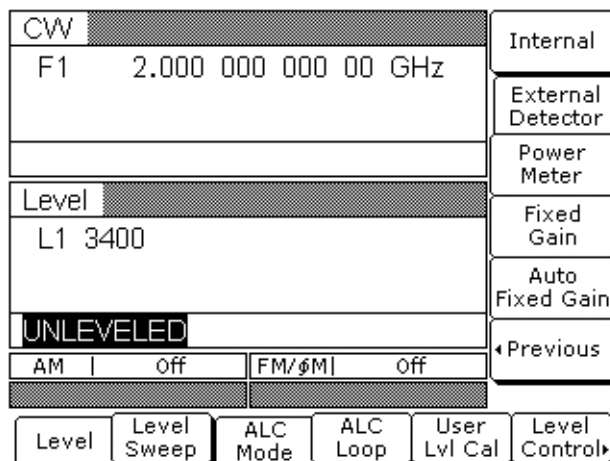 CW
F1 2.000 000 000 00 GHz
Level
L1 3400
UNLEVELED
AM | Off
FM/ϕM| Off
Internal
External
Detector
Power
Meter
Fixed
Gain
Auto
Fixed Gain
◂Previous
Level
Level
Sweep
ALC
Mode
ALC
Loop
User
Lvl Cal
Level
Control▸